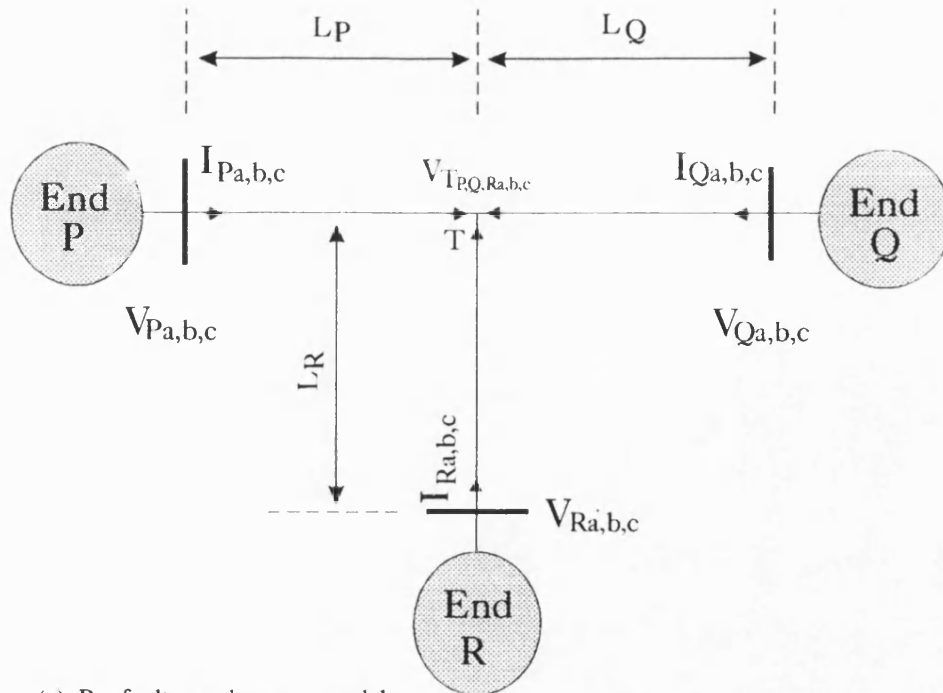 LP LQ
IPa,b,c VTP,Q,Ra,b,c IQa,b,c
End P
End Q
T
VPa,b,c VQa,b,c
LR
IRa,b,c
VRa,b,c
End R